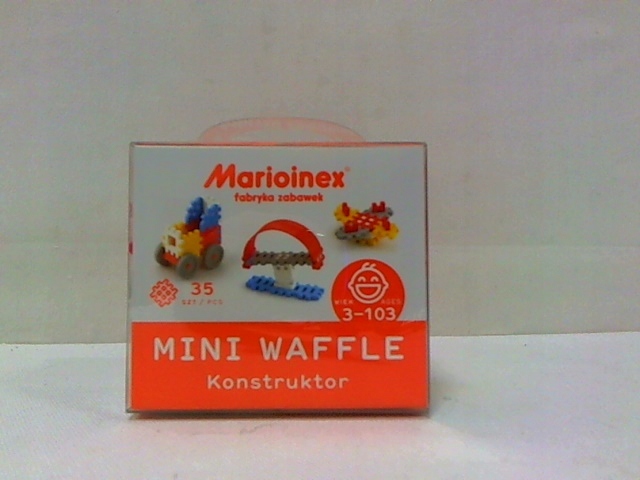 Marioinex
fabryka zabawek
35
SZT / PCS
WIEK AGES
3-103
MINI WAFFLE
Konstruktor